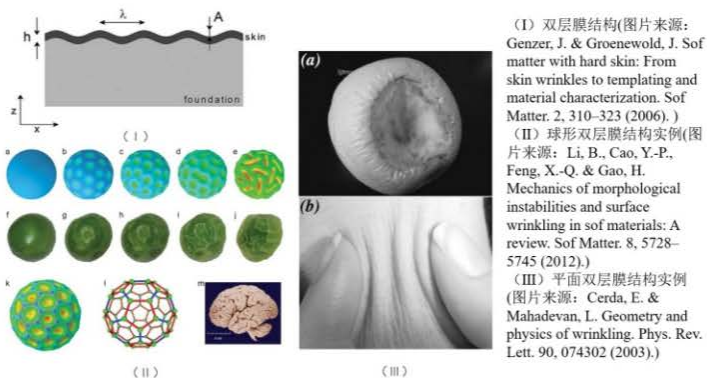 λ
A
h
skin
foundation
z
x
（I）
a
b
c
d
e
f
g
h
i
j
k
l
m
（II）
(a)
(b)
（III）
（I）双层膜结构(图片来源：
Genzer, J. & Groenewold, J. Sof
matter with hard skin: From
skin wrinkles to templating and
material characterization. Sof
Matter. 2, 310–323 (2006). )
（II）球形双层膜结构实例(图
片来源：Li, B., Cao, Y.-P.,
Feng, X.-Q. & Gao, H.
Mechanics of morphological
instabilities and surface
wrinkling in sof materials: A
review. Sof Matter. 8, 5728–
5745 (2012).)
（III）平面双层膜结构实例
(图片来源：Cerda, E. &
Mahadevan, L. Geometry and
physics of wrinkling. Phys. Rev.
Lett. 90, 074302 (2003).)